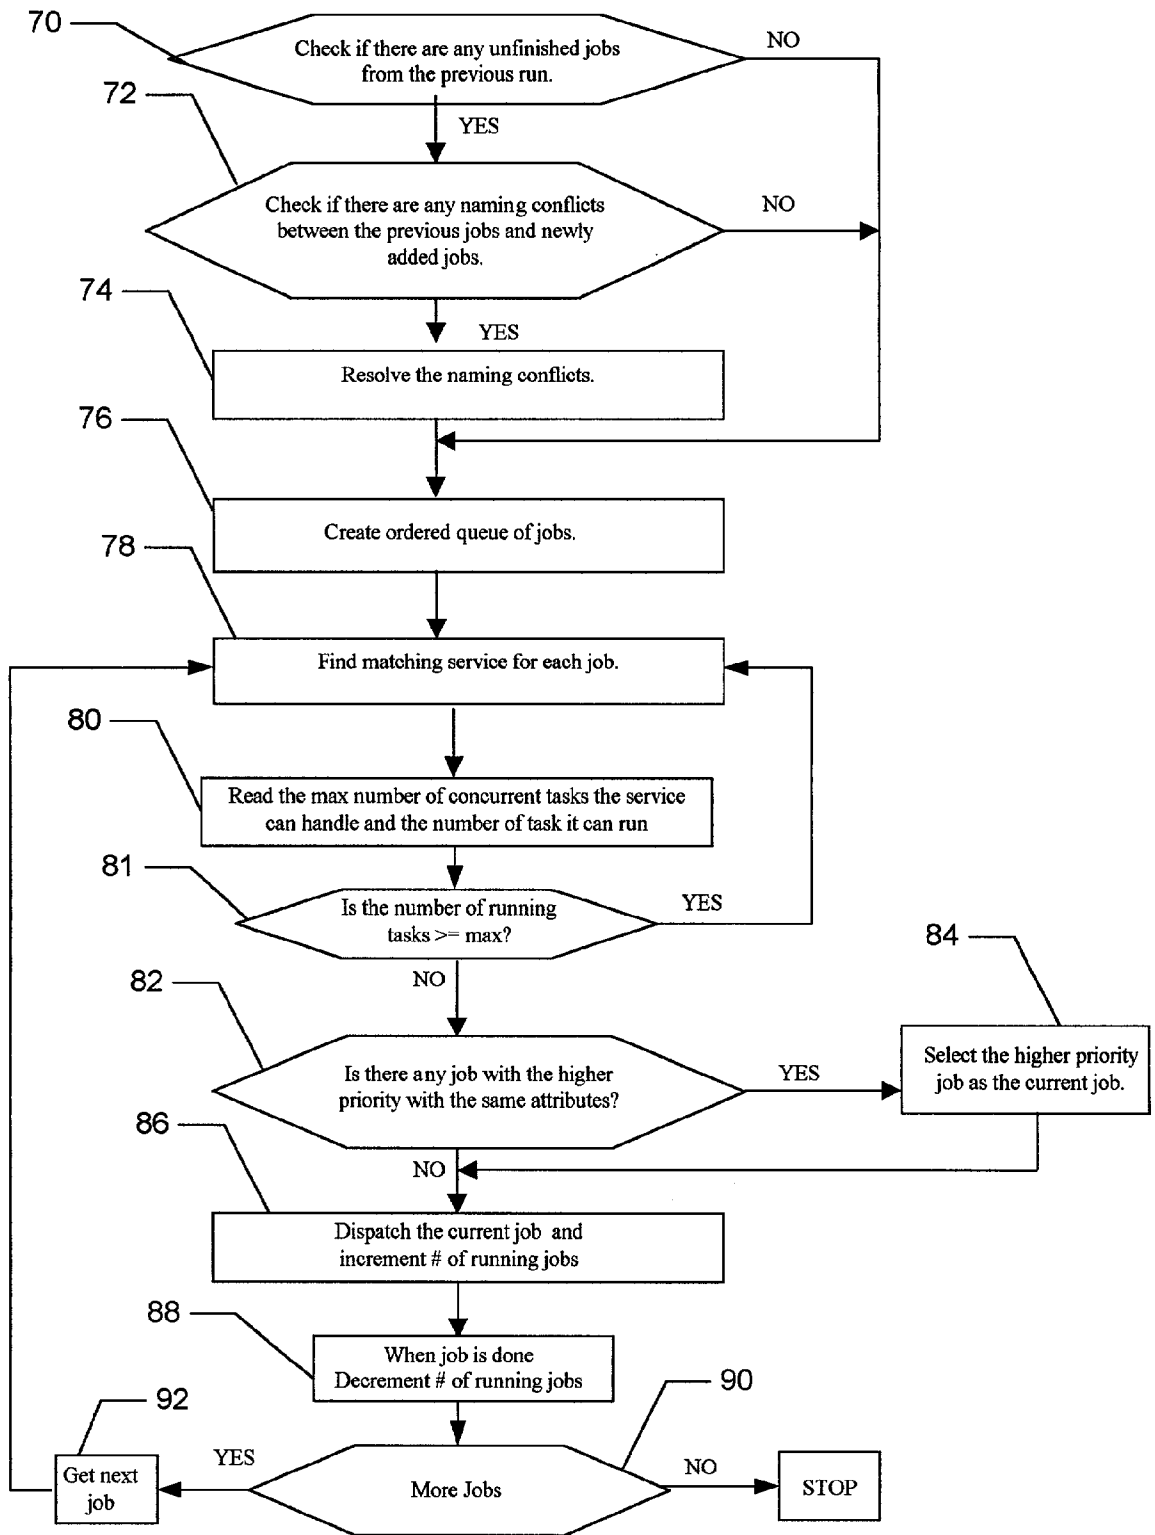 70
Check if there are any unfinished jobs
from the previous run.
NO
YES
72
Check if there are any naming conflicts
between the previous jobs and newly
added jobs.
NO
YES
74
Resolve the naming conflicts.
76
Create ordered queue of jobs.
78
Find matching service for each job.
80
Read the max number of concurrent tasks the service
can handle and the number of task it can run
81
Is the number of running
tasks >= max?
YES
NO
82
Is there any job with the higher
priority with the same attributes?
YES
84
Select the higher priority
job as the current job.
NO
86
Dispatch the current job and
increment # of running jobs
88
When job is done
Decrement # of running jobs
90
More Jobs
YES
92
Get next
job
NO
STOP